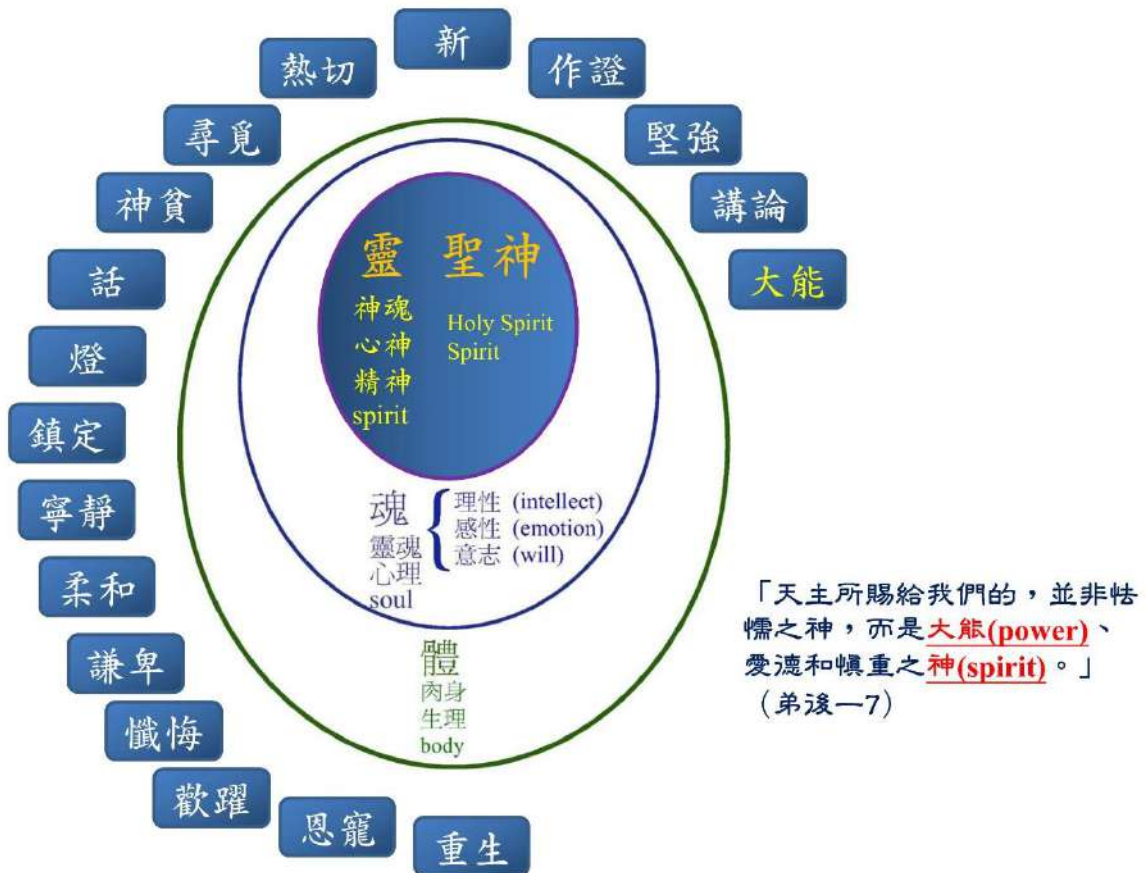 新
熱切
作證
尋覓
堅強
神貧
講論
話
大能
燈
鎮定
寧靜
柔和
謙卑
懺悔
歡躍
恩寵
重生
靈 聖神
神魂
心神
精神
spirit
Holy Spirit
Spirit
魂
靈魂
心理
soul
{ 理性 (intellect)
感性 (emotion)
意志 (will)
體
肉身
生理
body
「天主所賜給我們的,並非怯
懦之神,而是大能(power)、
愛德和慎重之神(spirit)。」
(弟後一7)